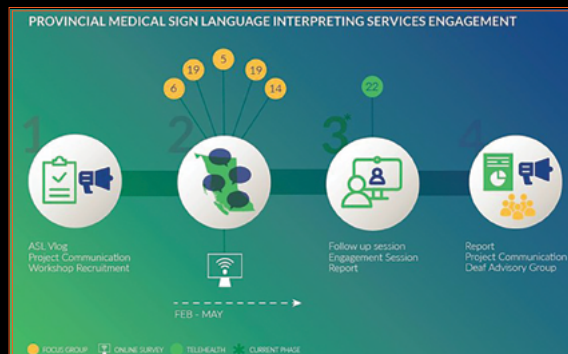 PROVINCIAL MEDICAL SIGN LANGUAGE INTERPRETING SERVICES ENGAGEMENT
5
19
19
6
14
22
1
2
3*
4
ASL Vlog
Project Communication
Workshop Recruitment
Follow up session
Engagement Session
Report
Report
Project Communication
Deaf Advisory Group
FEB - MAY
FOCUS GROUP
ONLINE SURVEY
TELEHEALTH
CURRENT PHASE